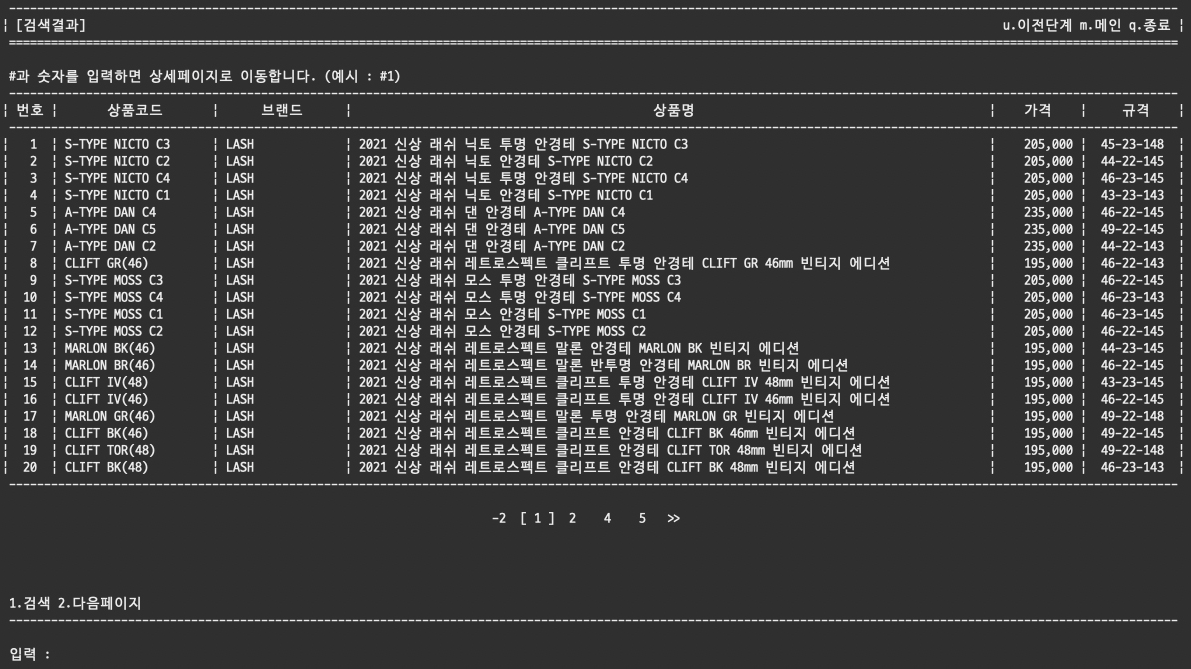 [검색결과] u.이전단계 m.메인 q.종료
#과 숫자를 입력하면 상세페이지로 이동합니다. (예시 : #1)
¦ 번호 ¦ 상품코드 ¦ 브랜드 ¦ 상품명 ¦ 가격 ¦ 규격 ¦
¦ 1 ¦ S-TYPE NICTO C3 ¦ LASH ¦ 2021 신상 래쉬 닉토 투명 안경테 S-TYPE NICTO C3 ¦ 205,000 ¦ 45-23-148 ¦
¦ 2 ¦ S-TYPE NICTO C2 ¦ LASH ¦ 2021 신상 래쉬 닉토 안경테 S-TYPE NICTO C2 ¦ 205,000 ¦ 44-22-145 ¦
¦ 3 ¦ S-TYPE NICTO C4 ¦ LASH ¦ 2021 신상 래쉬 닉토 투명 안경테 S-TYPE NICTO C4 ¦ 205,000 ¦ 46-23-145 ¦
¦ 4 ¦ S-TYPE NICTO C1 ¦ LASH ¦ 2021 신상 래쉬 닉토 안경테 S-TYPE NICTO C1 ¦ 205,000 ¦ 43-23-143 ¦
¦ 5 ¦ A-TYPE DAN C4 ¦ LASH ¦ 2021 신상 래쉬 댄 안경테 A-TYPE DAN C4 ¦ 235,000 ¦ 46-22-145 ¦
¦ 6 ¦ A-TYPE DAN C5 ¦ LASH ¦ 2021 신상 래쉬 댄 안경테 A-TYPE DAN C5 ¦ 235,000 ¦ 49-22-145 ¦
¦ 7 ¦ A-TYPE DAN C2 ¦ LASH ¦ 2021 신상 래쉬 댄 안경테 A-TYPE DAN C2 ¦ 235,000 ¦ 44-22-143 ¦
¦ 8 ¦ CLIFT GR(46) ¦ LASH ¦ 2021 신상 래쉬 레트로스펙트 클리프트 투명 안경테 CLIFT GR 46mm 빈티지 에디션 ¦ 195,000 ¦ 46-22-143 ¦
¦ 9 ¦ S-TYPE MOSS C3 ¦ LASH ¦ 2021 신상 래쉬 모스 투명 안경테 S-TYPE MOSS C3 ¦ 205,000 ¦ 46-22-145 ¦
¦ 10 ¦ S-TYPE MOSS C4 ¦ LASH ¦ 2021 신상 래쉬 모스 투명 안경테 S-TYPE MOSS C4 ¦ 205,000 ¦ 46-23-143 ¦
¦ 11 ¦ S-TYPE MOSS C1 ¦ LASH ¦ 2021 신상 래쉬 모스 안경테 S-TYPE MOSS C1 ¦ 205,000 ¦ 46-23-145 ¦
¦ 12 ¦ S-TYPE MOSS C2 ¦ LASH ¦ 2021 신상 래쉬 모스 안경테 S-TYPE MOSS C2 ¦ 205,000 ¦ 46-22-145 ¦
¦ 13 ¦ MARLON BK(46) ¦ LASH ¦ 2021 신상 래쉬 레트로스펙트 말론 안경테 MARLON BK 빈티지 에디션 ¦ 195,000 ¦ 44-23-145 ¦
¦ 14 ¦ MARLON BR(46) ¦ LASH ¦ 2021 신상 래쉬 레트로스펙트 말론 반투명 안경테 MARLON BR 빈티지 에디션 ¦ 195,000 ¦ 46-22-145 ¦
¦ 15 ¦ CLIFT IV(48) ¦ LASH ¦ 2021 신상 래쉬 레트로스펙트 클리프트 투명 안경테 CLIFT IV 48mm 빈티지 에디션 ¦ 195,000 ¦ 43-23-145 ¦
¦ 16 ¦ CLIFT IV(46) ¦ LASH ¦ 2021 신상 래쉬 레트로스펙트 클리프트 투명 안경테 CLIFT IV 46mm 빈티지 에디션 ¦ 195,000 ¦ 46-22-145 ¦
¦ 17 ¦ MARLON GR(46) ¦ LASH ¦ 2021 신상 래쉬 레트로스펙트 말론 투명 안경테 MARLON GR 빈티지 에디션 ¦ 195,000 ¦ 49-22-148 ¦
¦ 18 ¦ CLIFT BK(46) ¦ LASH ¦ 2021 신상 래쉬 레트로스펙트 클리프트 안경테 CLIFT BK 46mm 빈티지 에디션 ¦ 195,000 ¦ 49-22-145 ¦
¦ 19 ¦ CLIFT TOR(48) ¦ LASH ¦ 2021 신상 래쉬 레트로스펙트 클리프트 안경테 CLIFT TOR 48mm 빈티지 에디션 ¦ 195,000 ¦ 49-22-148 ¦
¦ 20 ¦ CLIFT BK(48) ¦ LASH ¦ 2021 신상 래쉬 레트로스펙트 클리프트 안경테 CLIFT BK 48mm 빈티지 에디션 ¦ 195,000 ¦ 46-23-143 ¦
-2 [ 1 ] 2 4 5 >>
1.검색 2.다음페이지
입력 :